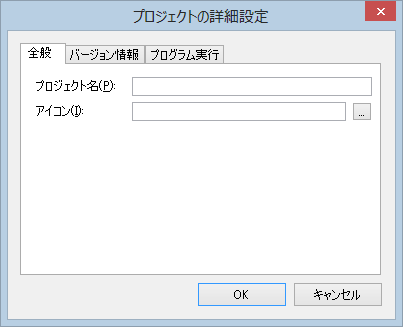 プロジェクトの詳細設定
全般 バージョン情報 プログラム実行
プロジェクト名(P):
アイコン(I):
...
OK キャンセル